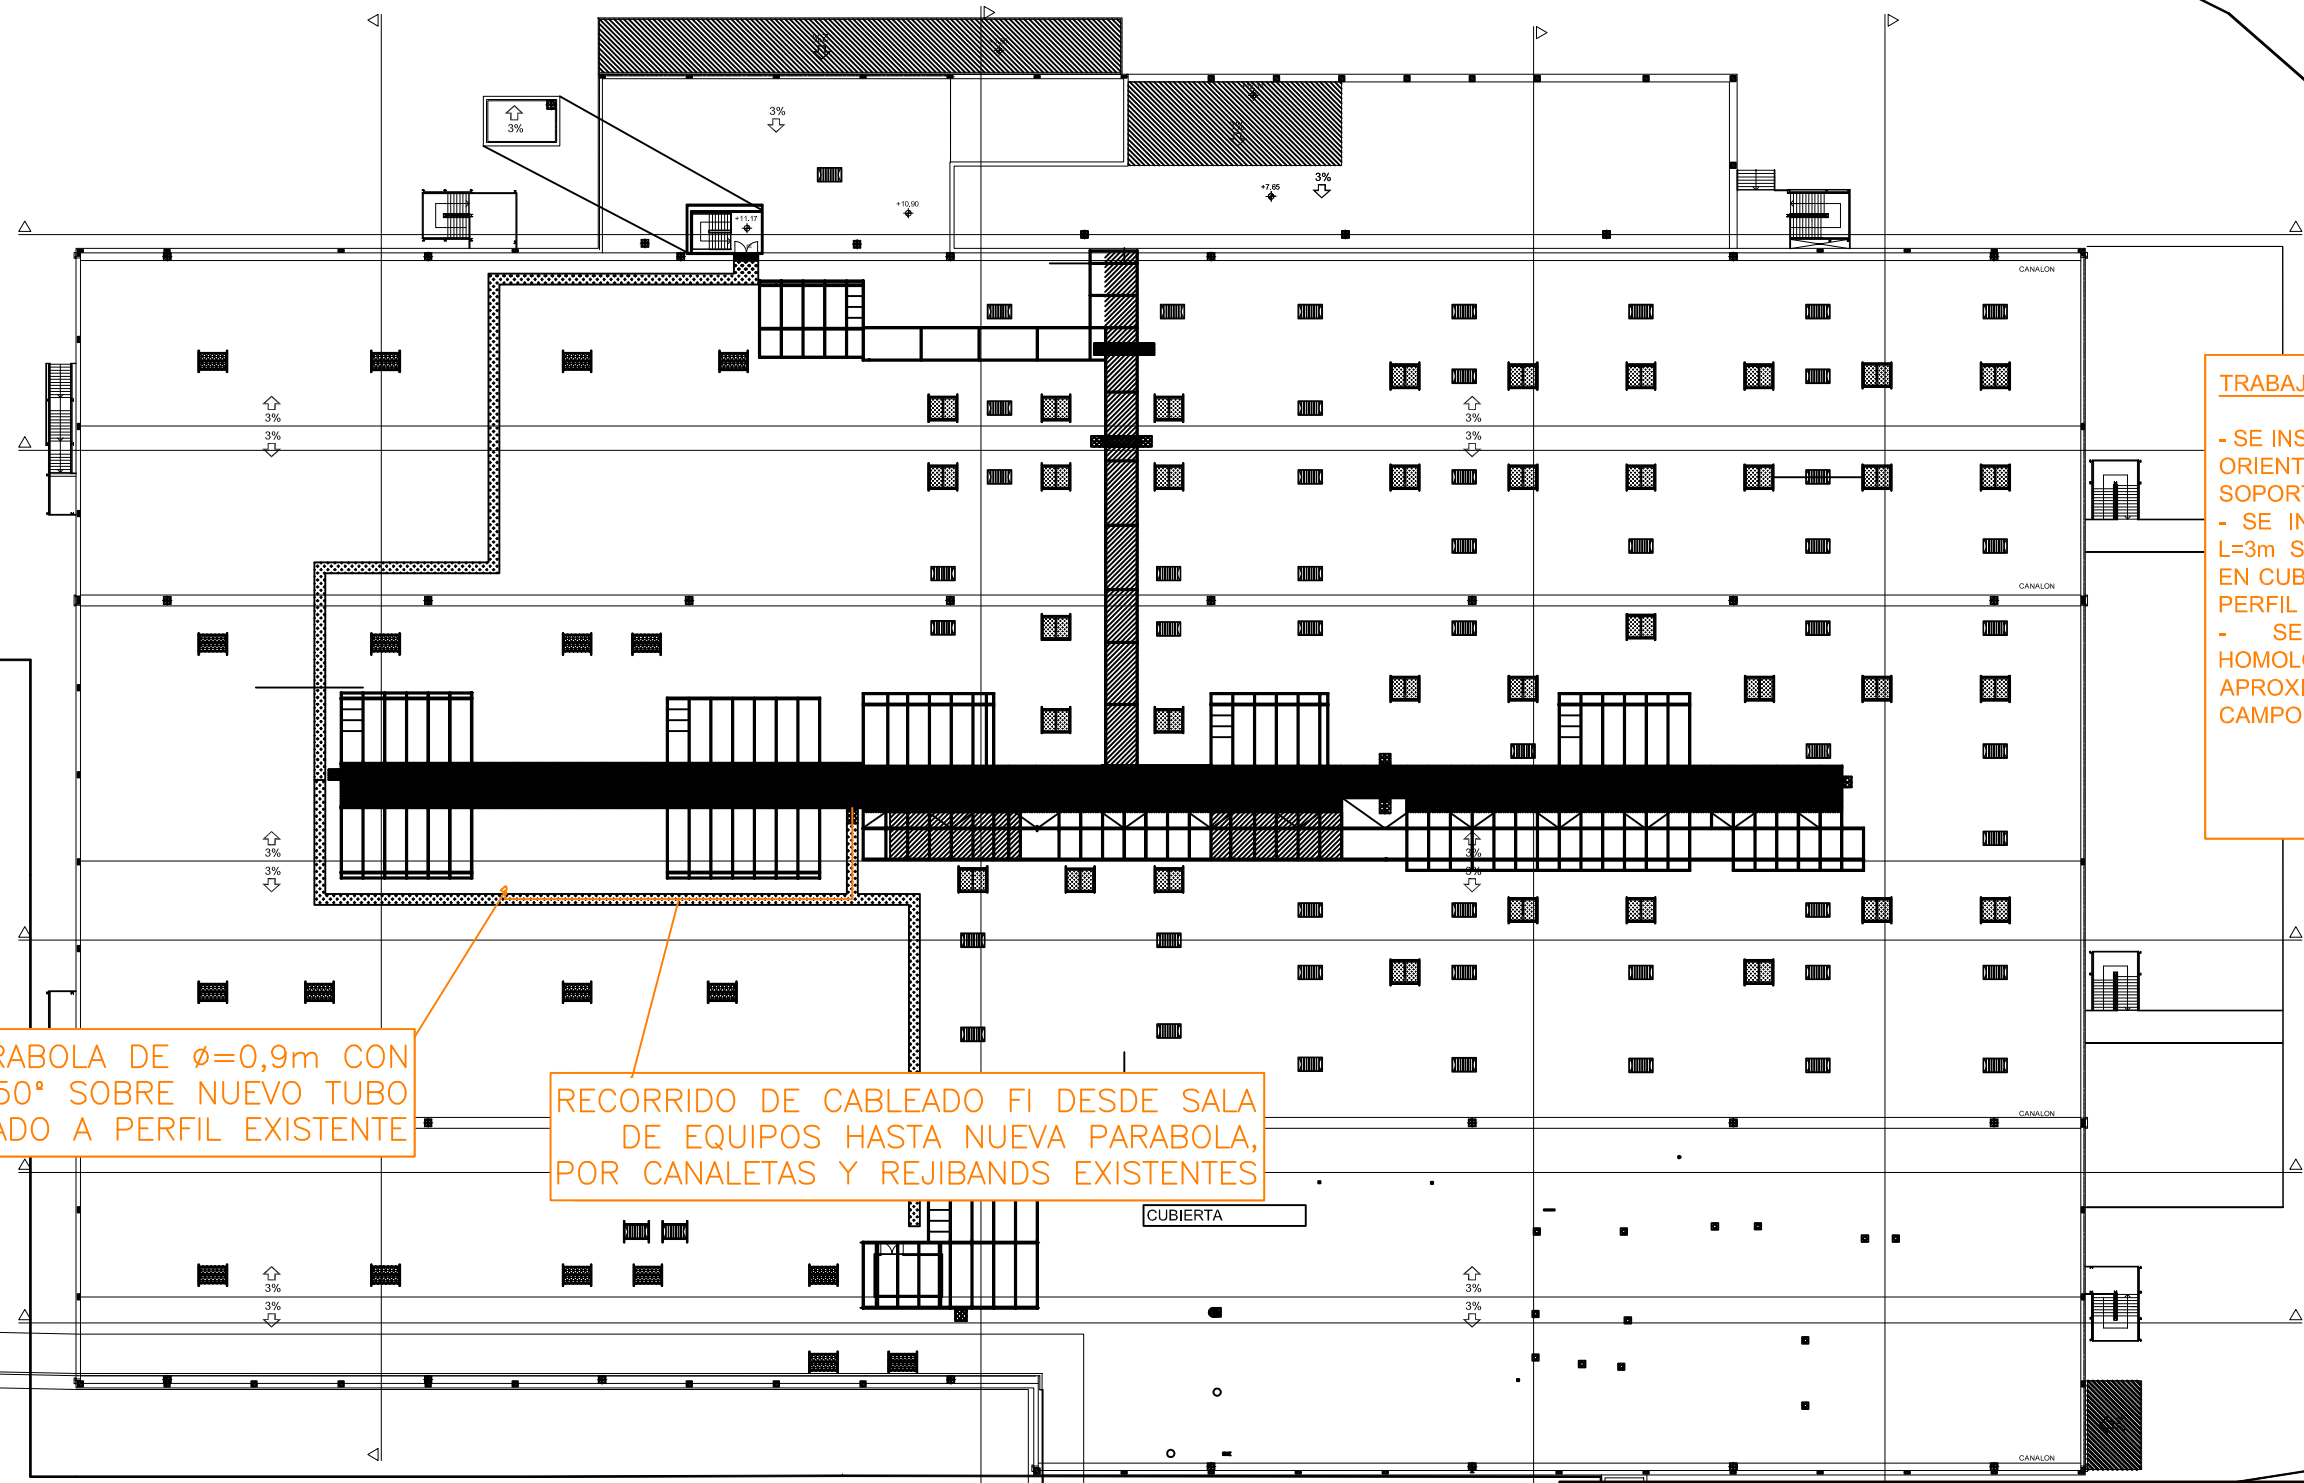 3%
3%
3%
+7.65
+10.90
+11.17
CANALON
3%
3%
3%
3%
CANALON
3%
3%
3%
3%
TRABAJ
- SE INS
ORIENT
SOPORT
- SE IN
L=3m S
EN CUB
PERFIL
- SE
HOMOLO
APROXI
CAMPO
RABOLA DE ø=0,9m CON
50º SOBRE NUEVO TUBO
ADO A PERFIL EXISTENTE
RECORRIDO DE CABLEADO FI DESDE SALA
DE EQUIPOS HASTA NUEVA PARABOLA,
POR CANALETAS Y REJIBANDS EXISTENTES
CANALON
CUBIERTA
3%
3%
3%
3%
CANALON